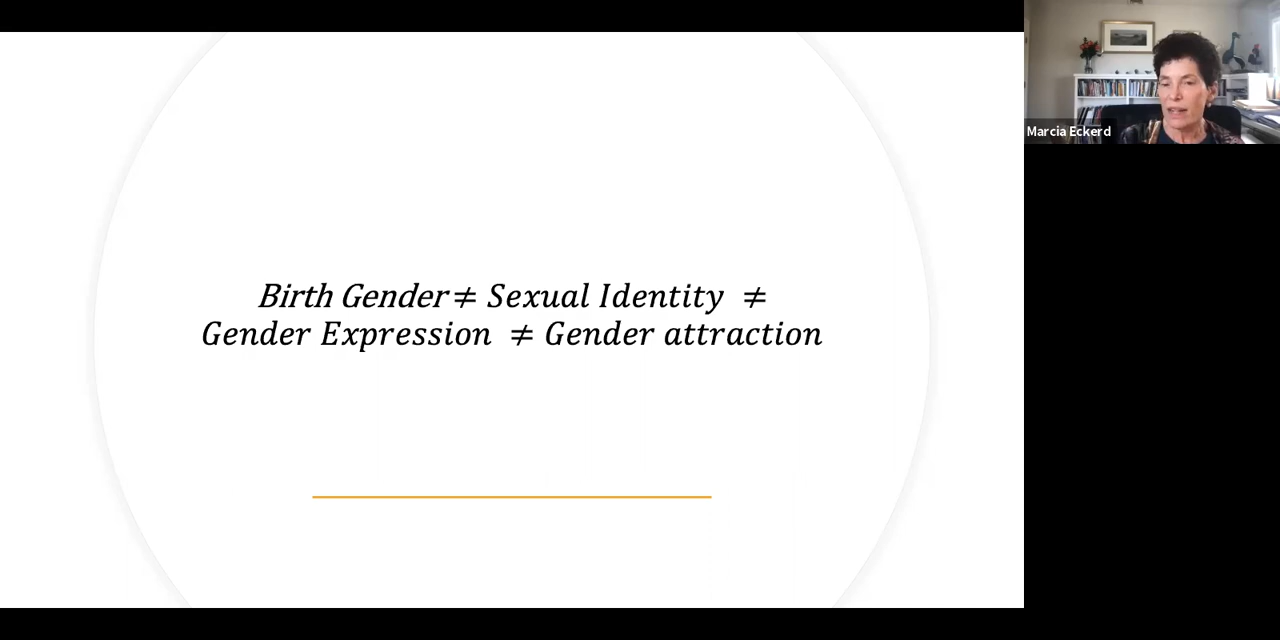 Birth Gender ≠ Sexual Identity ≠
Gender Expression ≠ Gender attraction
Marcia Eckerd